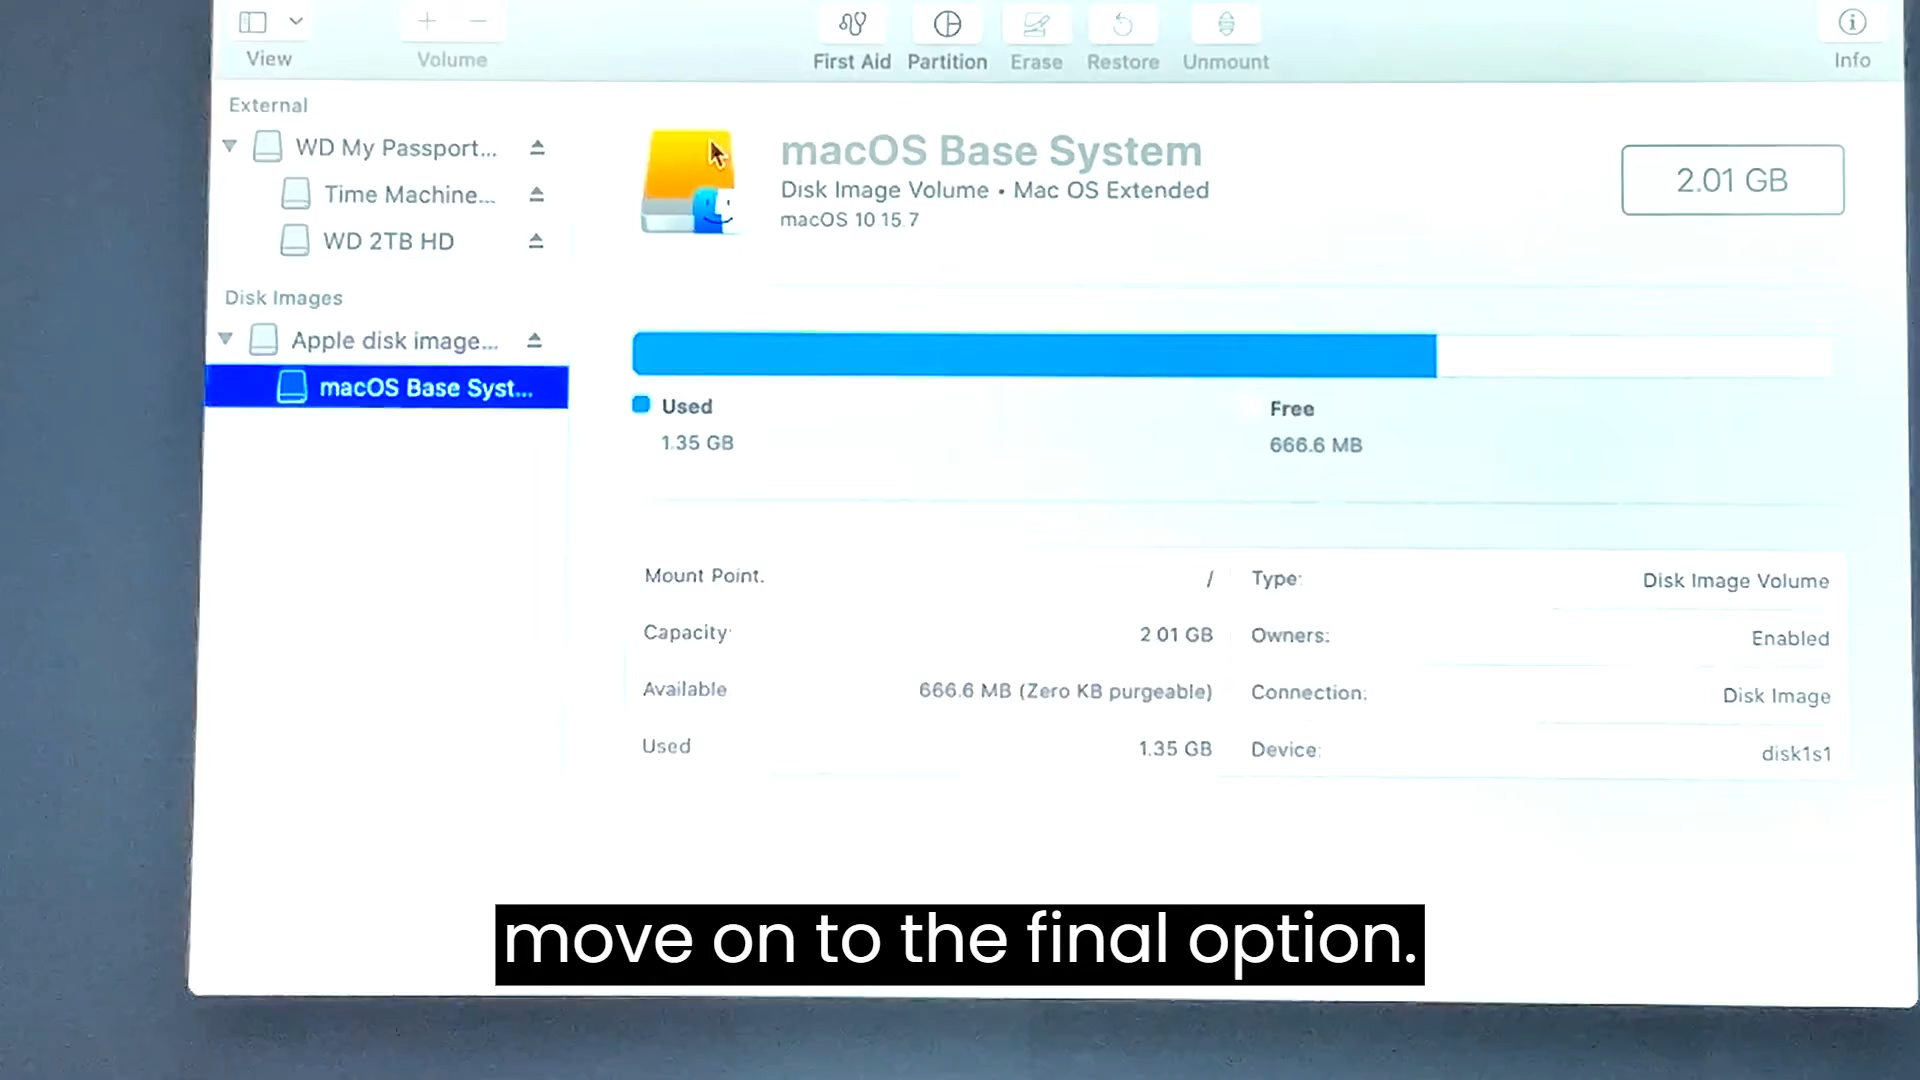 View
Volume
First Aid
Partition
Erase
Restore
Unmount
Info
External
WD My Passport...
Time Machine...
WD 2TB HD
Disk Images
Apple disk image...
macOS Base Syst...
macOS Base System
Disk Image Volume • Mac OS Extended
macOS 10 15.7
2.01 GB
Used
1.35 GB
Free
666.6 MB
Mount Point.
/
Capacity:
2 01 GB
Available
666.6 MB (Zero KB purgeable)
Used
1.35 GB
Type:
Disk Image Volume
Owners:
Enabled
Connection:
Disk Image
Device:
disk1s1
move on to the final option.